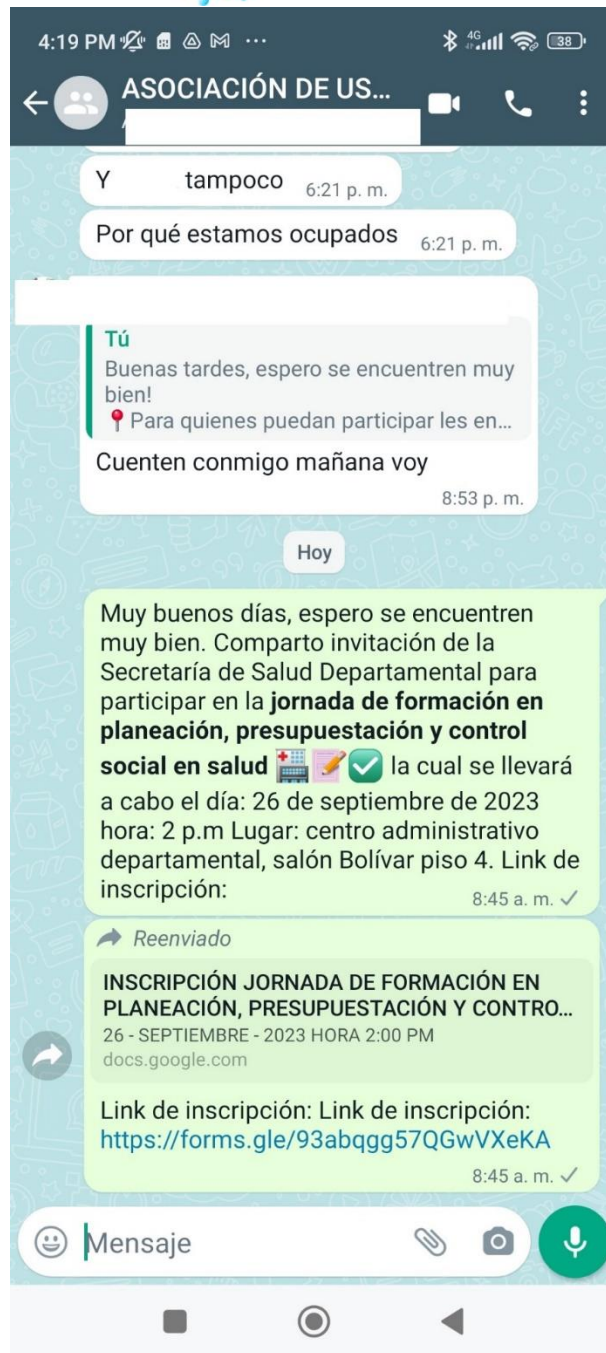 4:19 PM
4G
38
ASOCIACIÓN DE US...
Y tampoco 6:21 p. m.
Por qué estamos ocupados 6:21 p. m.
Tú
Buenas tardes, espero se encuentren muy
bien!
📍Para quienes puedan participar les en...
Cuenten conmigo mañana voy
8:53 p. m.
Hoy
Muy buenos días, espero se encuentren
muy bien. Comparto invitación de la
Secretaría de Salud Departamental para
participar en la jornada de formación en
planeación, presupuestación y control
social en salud 🏥📝✅ la cual se llevará
a cabo el día: 26 de septiembre de 2023
hora: 2 p.m Lugar: centro administrativo
departamental, salón Bolívar piso 4. Link de
inscripción: 8:45 a. m. ✓
Reenviado
INSCRIPCIÓN JORNADA DE FORMACIÓN EN
PLANEACIÓN, PRESUPUESTACIÓN Y CONTRO...
26 - SEPTIEMBRE - 2023 HORA 2:00 PM
docs.google.com
Link de inscripción: Link de inscripción:
https://forms.gle/93abqgg57QGwVXeKA
8:45 a. m. ✓
Mensaje